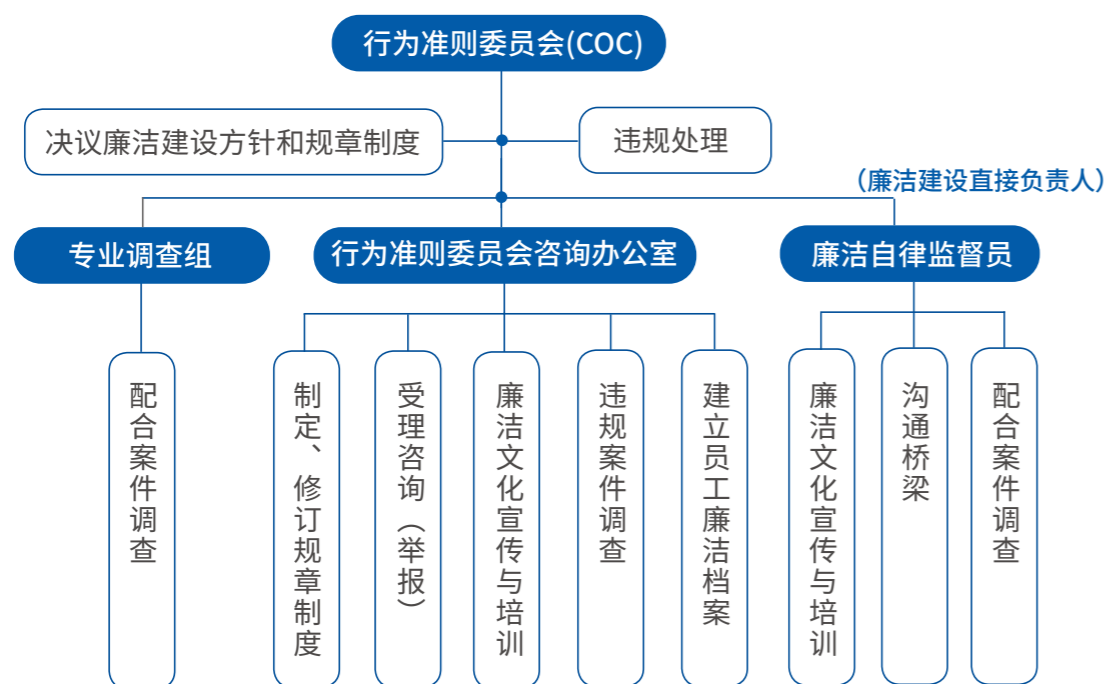 行为准则委员会(COC)
决议廉洁建设方针和规章制度
违规处理
（廉洁建设直接负责人）
专业调查组
行为准则委员会咨询办公室
廉洁自律监督员
配合案件调查
制定、修订规章制度
受理咨询（举报）
廉洁文化宣传与培训
违规案件调查
建立员工廉洁档案
廉洁文化宣传与培训
沟通桥梁
配合案件调查